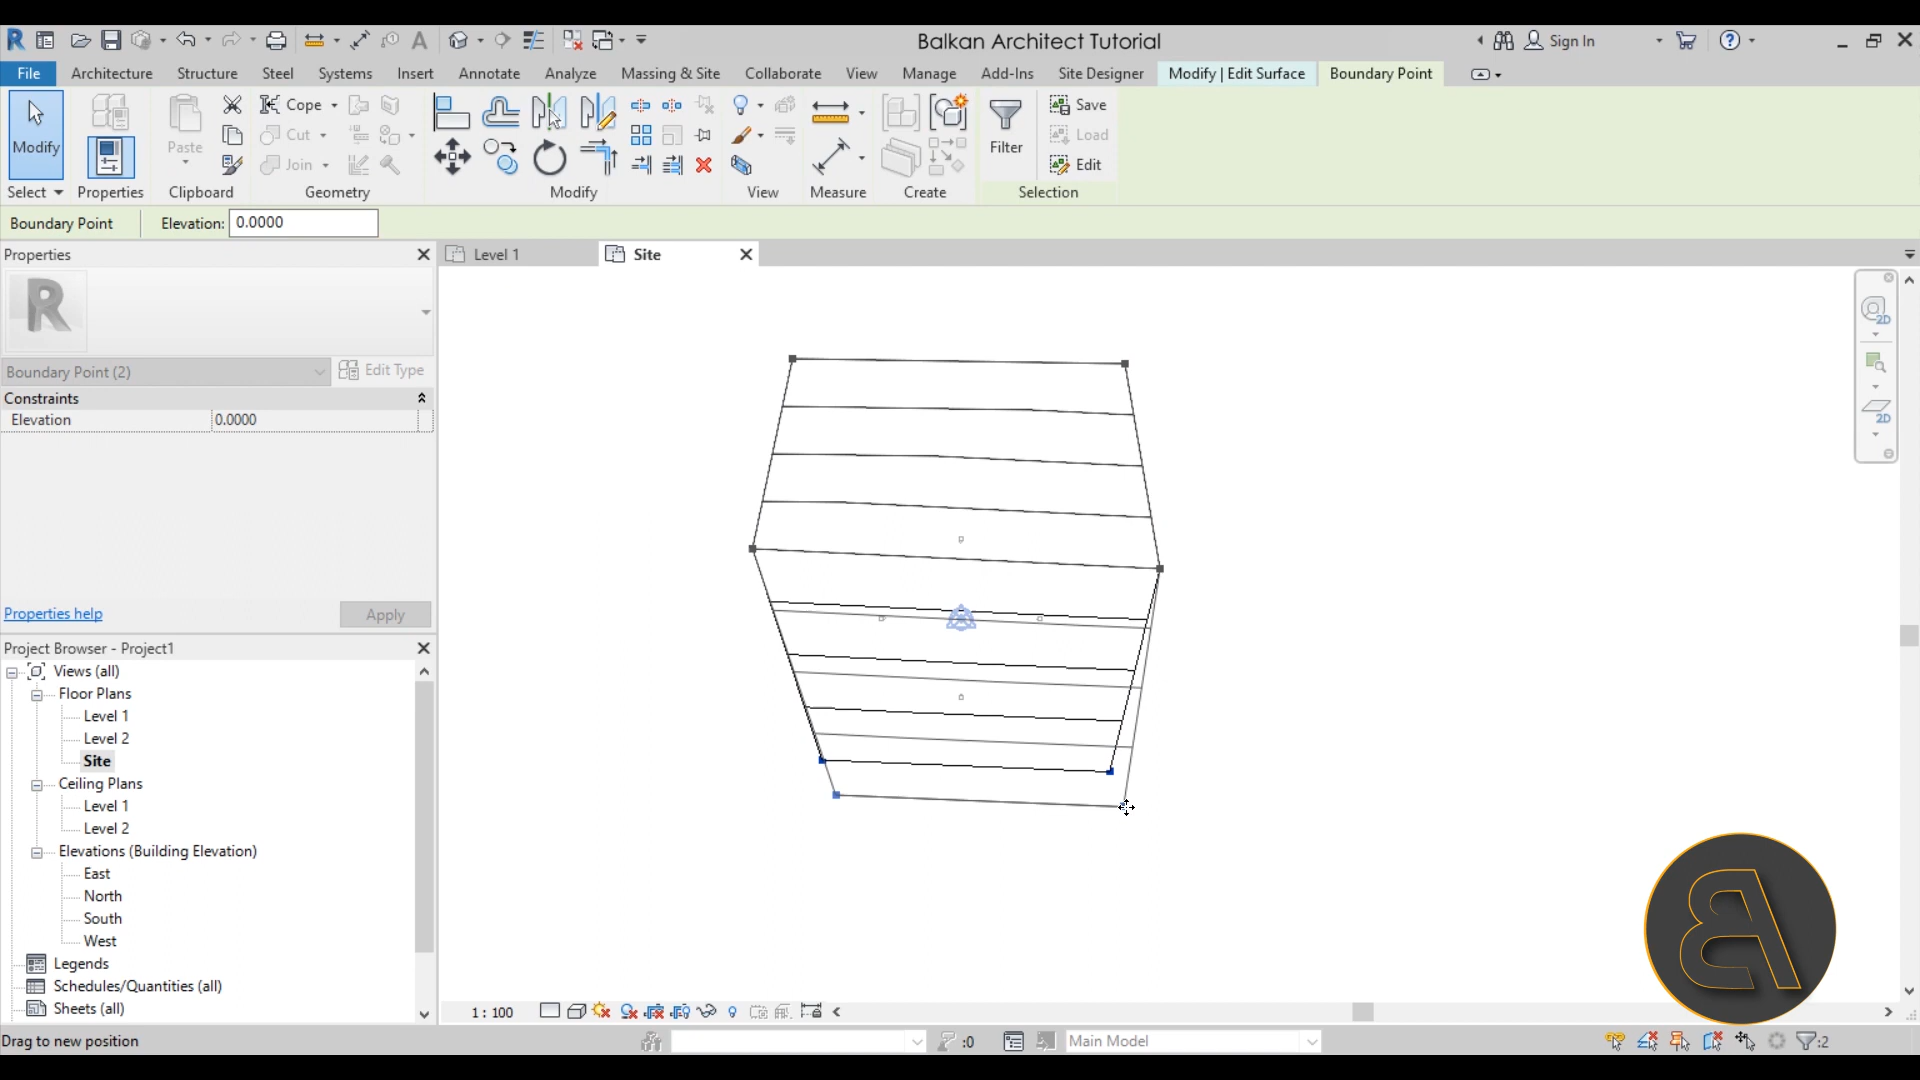 Balkan Architect Tutorial
Sign In
File
Architecture
Structure
Steel
Systems
Insert
Annotate
Analyze
Massing & Site
Collaborate
View
Manage
Add-Ins
Site Designer
Modify | Edit Surface
Boundary Point
Modify
Paste
Cope
Cut
Join
Filter
Save
Load
Edit
Select
Properties
Clipboard
Geometry
Modify
View
Measure
Create
Selection
Boundary Point
Elevation:
0.0000
Properties
Level 1
Site
R
Boundary Point (2)
Edit Type
Constraints
Elevation
0.0000
Properties help
Apply
Project Browser - Project1
Views (all)
Floor Plans
Level 1
Level 2
Site
Ceiling Plans
Level 1
Level 2
Elevations (Building Elevation)
East
North
South
West
Legends
Schedules/Quantities (all)
Sheets (all)
2D
2D
1 : 100
Drag to new position
:0
Main Model
:2